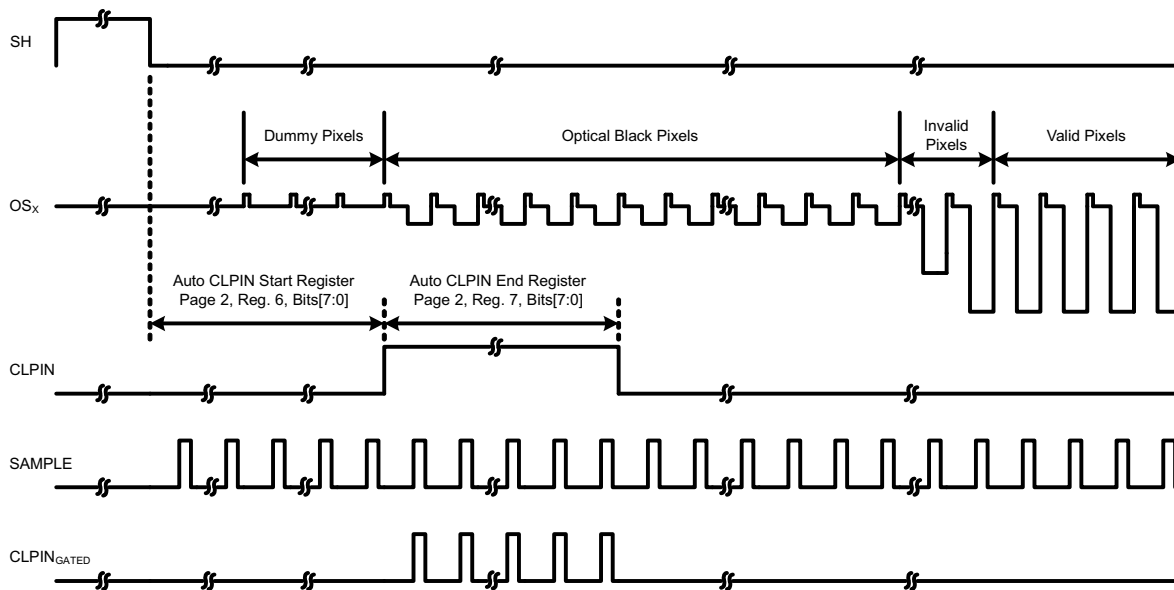 SH
Dummy Pixels
Optical Black Pixels
Invalid
Pixels
Valid Pixels
OSX
Auto CLPIN Start Register
Page 2, Reg. 6, Bits[7:0]
Auto CLPIN End Register
Page 2, Reg. 7, Bits[7:0]
CLPIN
SAMPLE
CLPINGATED